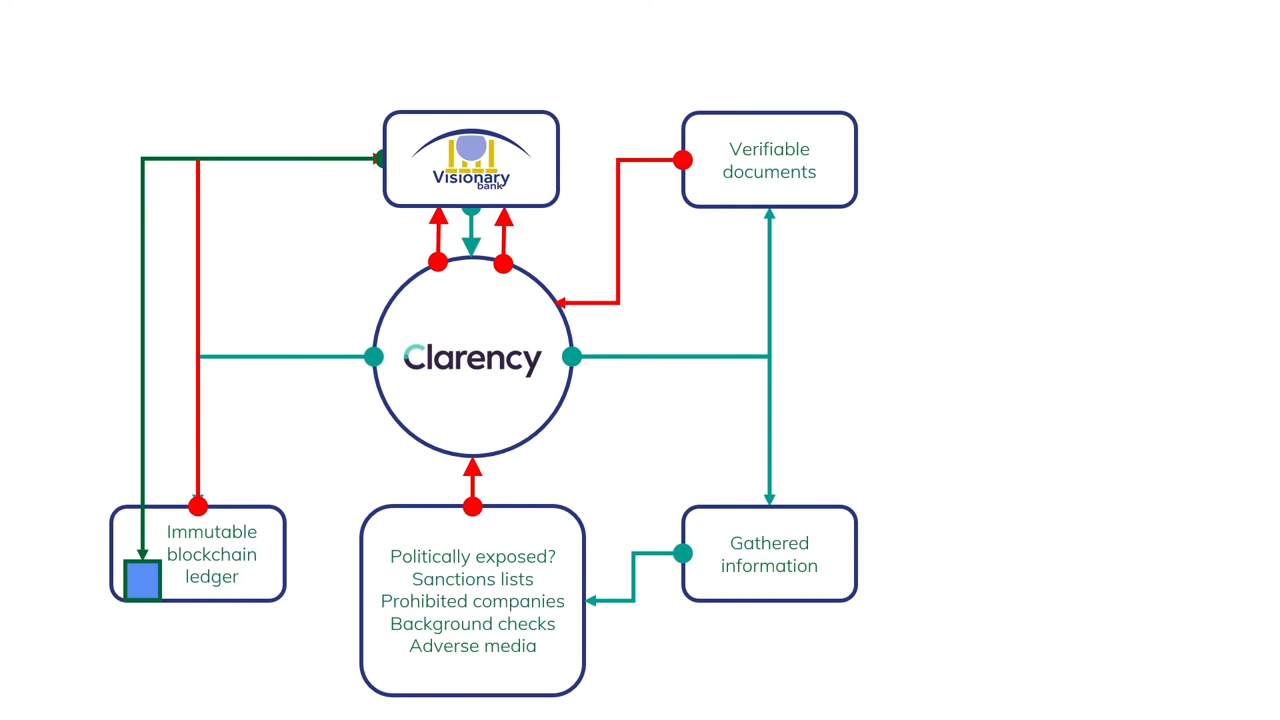 Visionary
bank
Verifiable
documents
Clarency
Immutable
blockchain
ledger
Politically exposed?
Sanctions lists
Prohibited companies
Background checks
Adverse media
Gathered
information